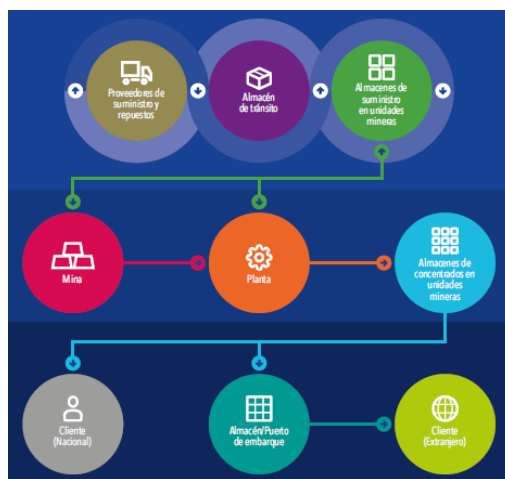 Proveedores de
suministro y
repuestos
Almacén
de tránsito
Almacenes de
suministro
en unidades
mineras
Mina
Planta
Almacenes de
concentrados en
unidades
mineras
Cliente
(Nacional)
Almacén/Puerto
de embarque
Cliente
(Extranjero)